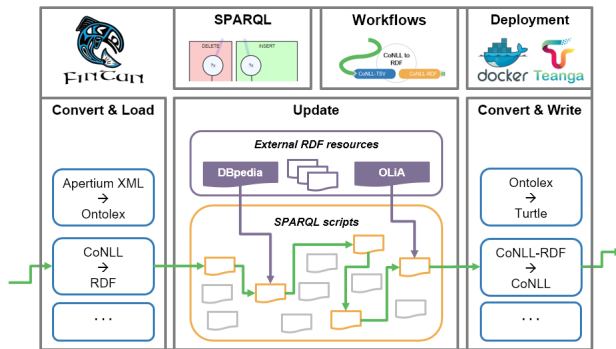 FINTAN
SPARQL
DELETE
INSERT
?s
?s
Workflows
CoNLL to
RDF
CoNLL-TSV
CoNLL-RDF
Deployment
docker
Teanga
Convert & Load
Apertium XML
→
Ontolex
CoNLL
→
RDF
...
Update
External RDF resources
DBpedia
OLiA
SPARQL scripts
Convert & Write
Ontolex
→
Turtle
CoNLL-RDF
→
CoNLL
...